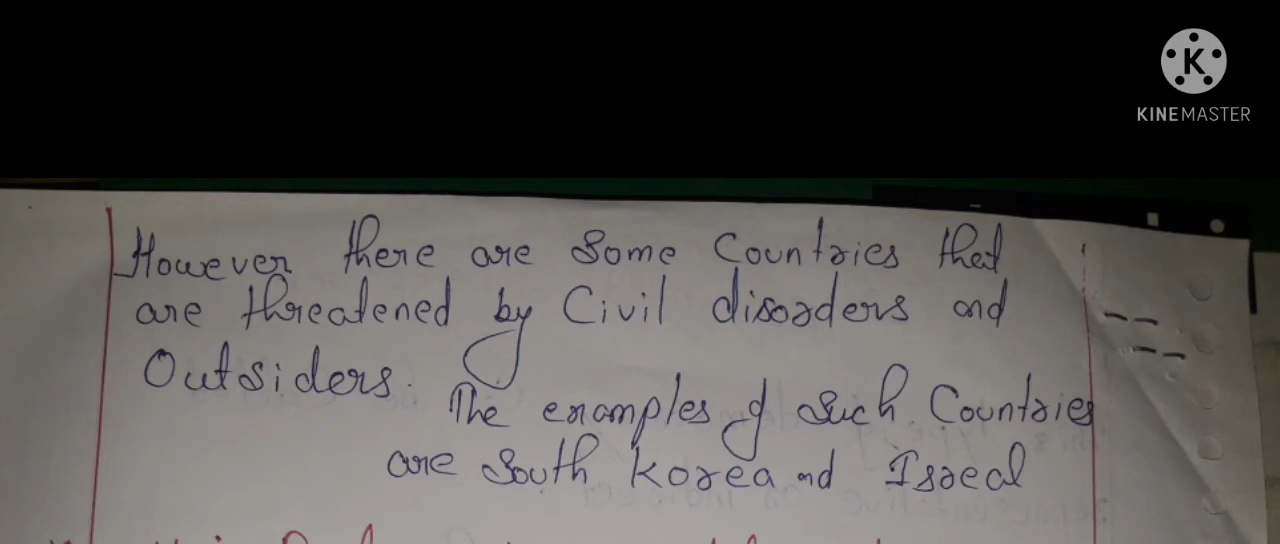 K
KINEMASTER
However there are some Countries that
are threatened by Civil disorders and
Outsiders.
The examples of such Countries
are South Korea and Isreal